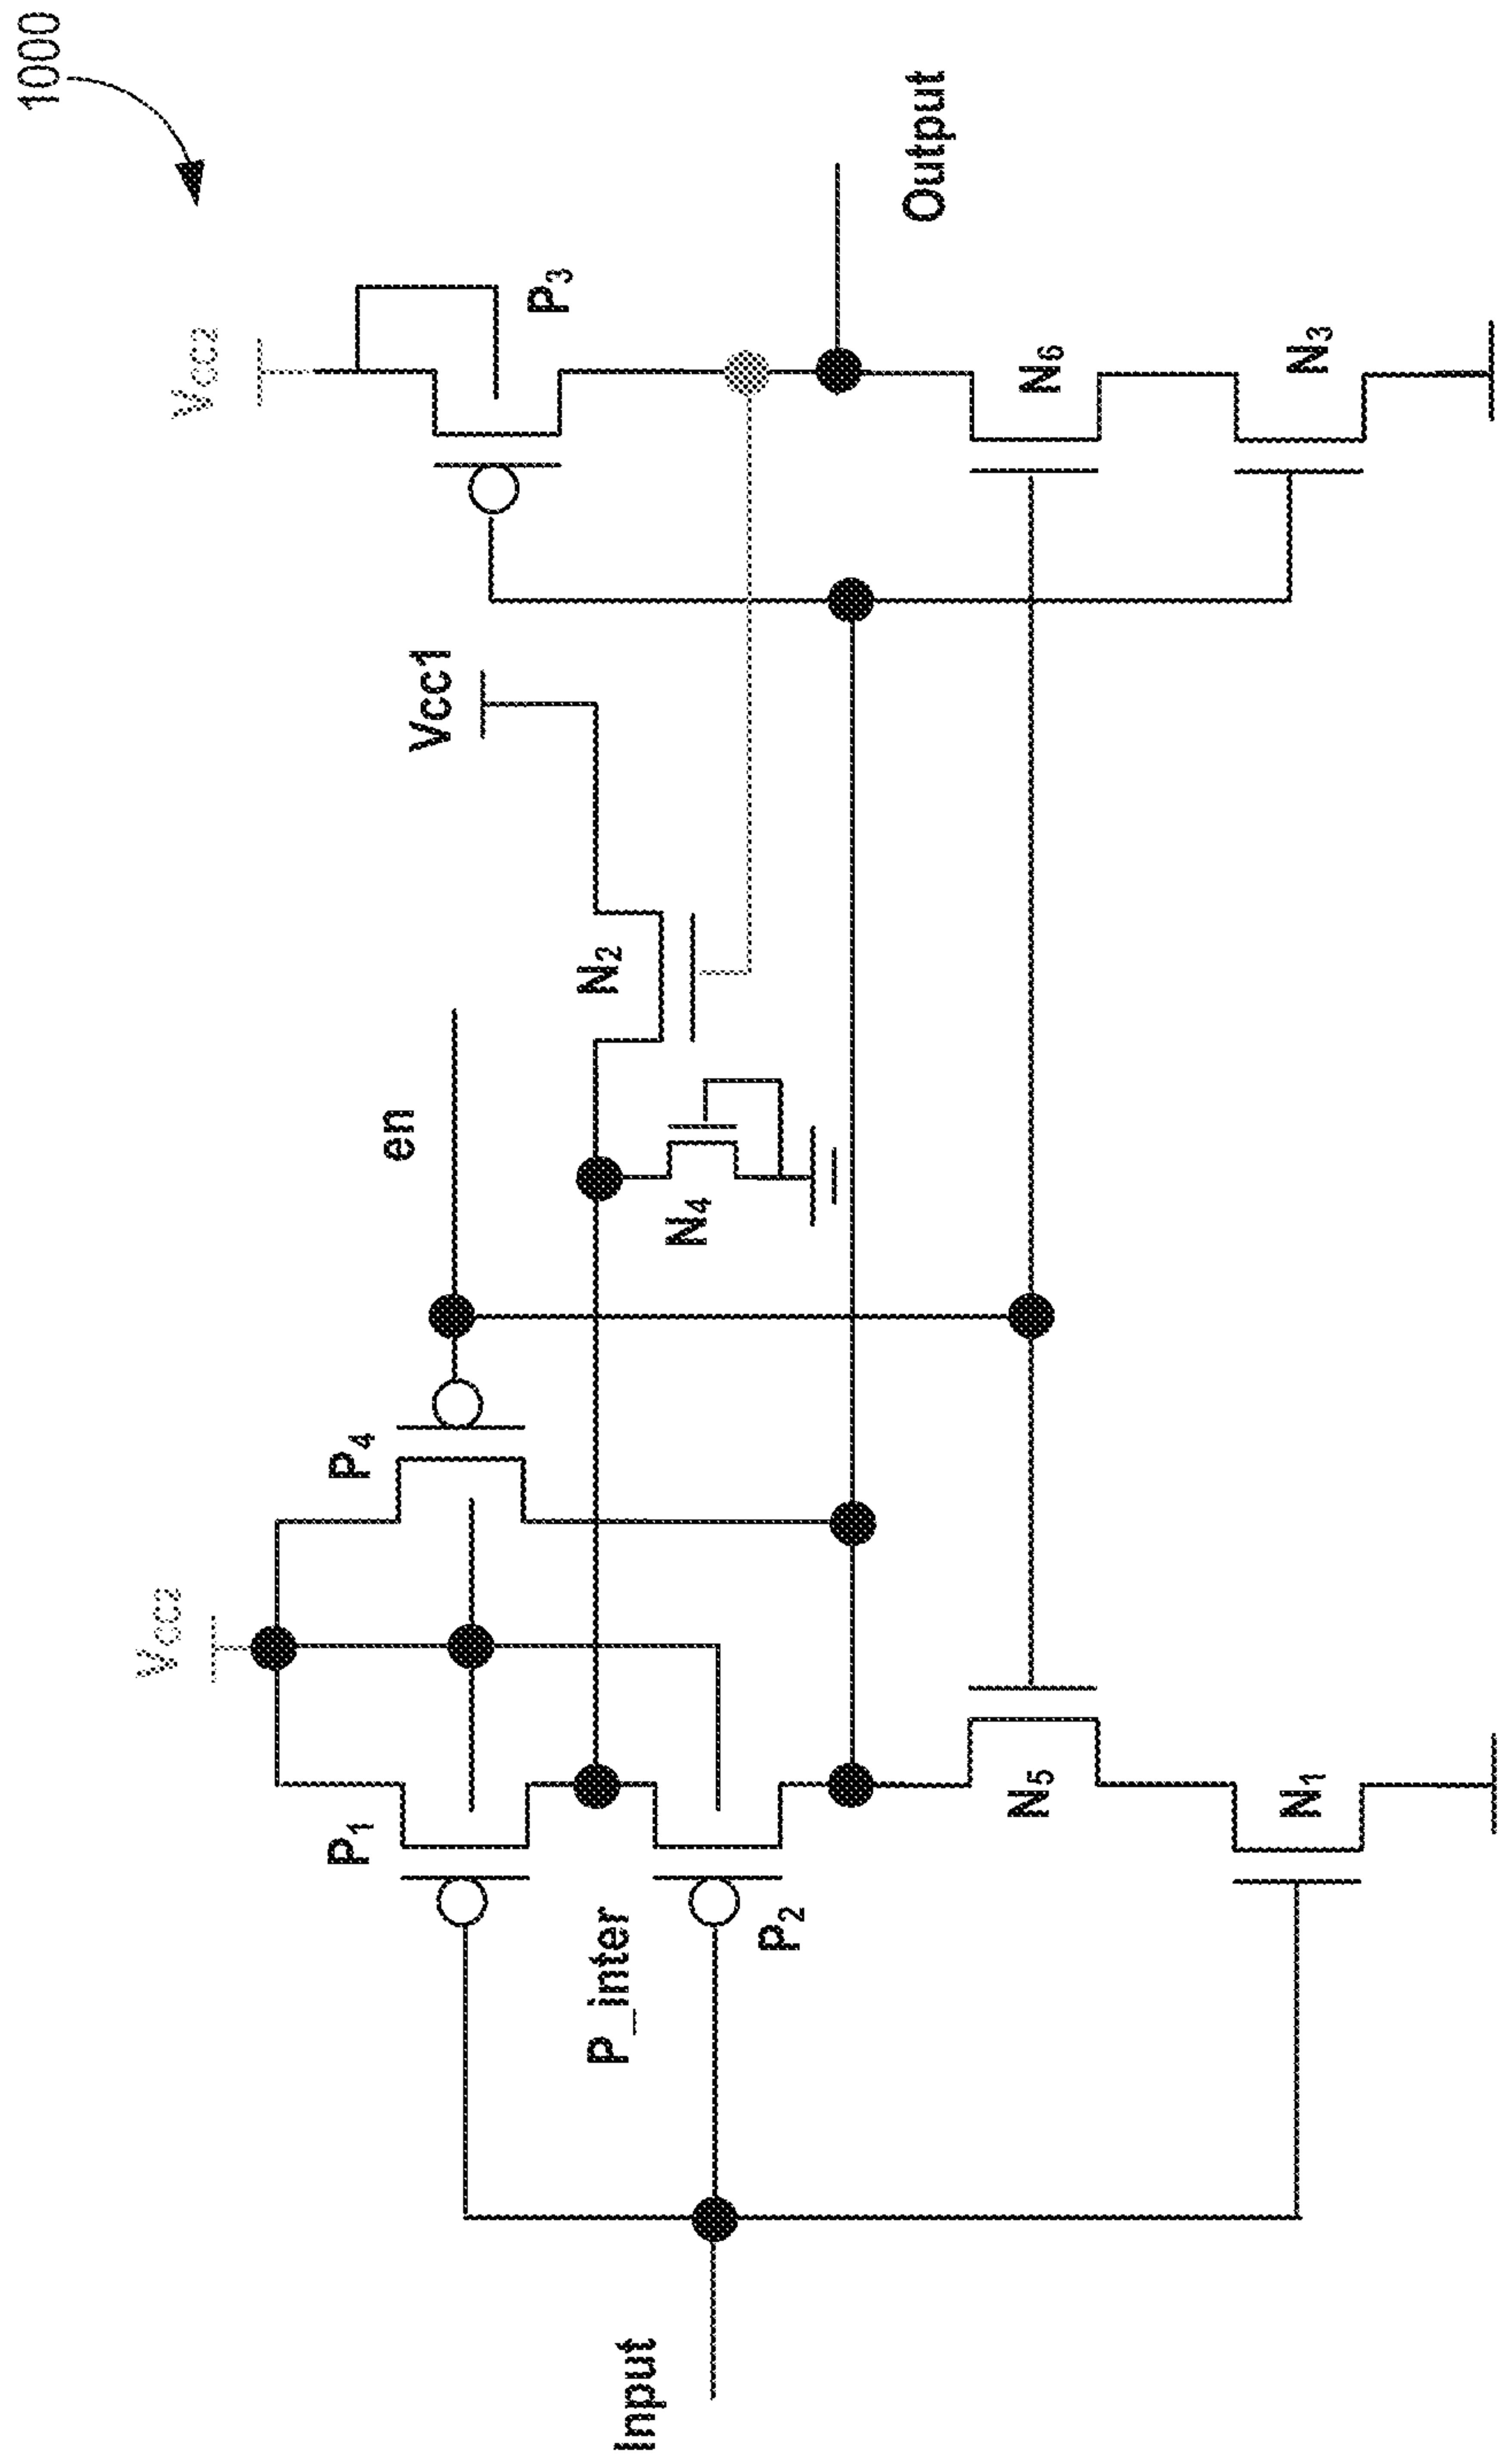 1000
Vcc2
Vcc2
P₃
Vcc1
en
P₄
P₁
N₂
Output
N₄
P_inter
P₂
Input
N₆
N₅
N₃
N₁